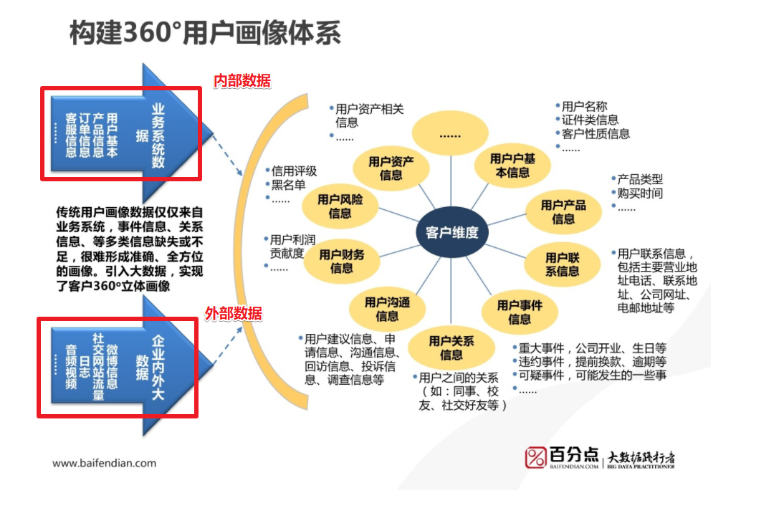 构建360°用户画像体系
内部数据
业务系统数
据
用户基本
产品信息
订单信息
客服信息
……
传统用户画像数据仅仅来自
业务系统，事件信息、关系
信息、等多类信息缺失或不
足，很难形成准确、全方位
的画像。引入大数据，实现
了客户360°立体画像
外部数据
企业内外大
数据
微博信息
社交网站流量
日志
音频视频
……
客户维度
……
用户户基
本信息
• 用户名称
• 证件类信息
• 客户性质信息
• ……
用户产品
信息
• 产品类型
• 购买时间
• ……
用户联
系信息
• 用户联系信息，
包括主要营业地
址电话、联系地
址、公司网址、
电邮地址等
用户事件
信息
• 重大事件，公司开业、生日等
• 违约事件，提前换款、逾期等
• 可疑事件，可能发生的一些事
• ……
用户关系
信息
• 用户之间的关系
（如：同事、校
友、社交好友等）
用户沟通
信息
• 用户建议信息、申
请信息、沟通信息、
回访信息、投诉信
息、调查信息等
用户财务
信息
• 用户利润
贡献度
• ……
用户风险
信息
• 信用评级
• 黑名单
• ……
用户资产
信息
• 用户资产相关
信息
• ……
www.baifendian.com
百分点
BAIFENDIAN.COM
大数据践行者
BIG DATA PRACTITIONER